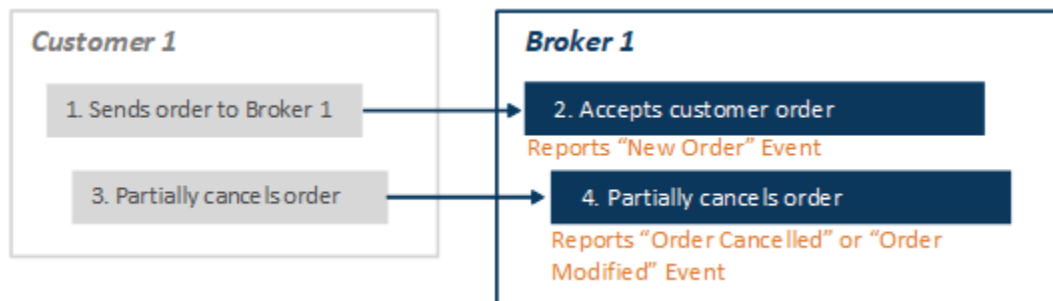 Customer 1
Broker 1
1. Sends order to Broker 1
2. Accepts customer order
Reports “New Order” Event
3. Partially cancels order
4. Partially cancels order
Reports “Order Cancelled” or “Order
Modified” Event